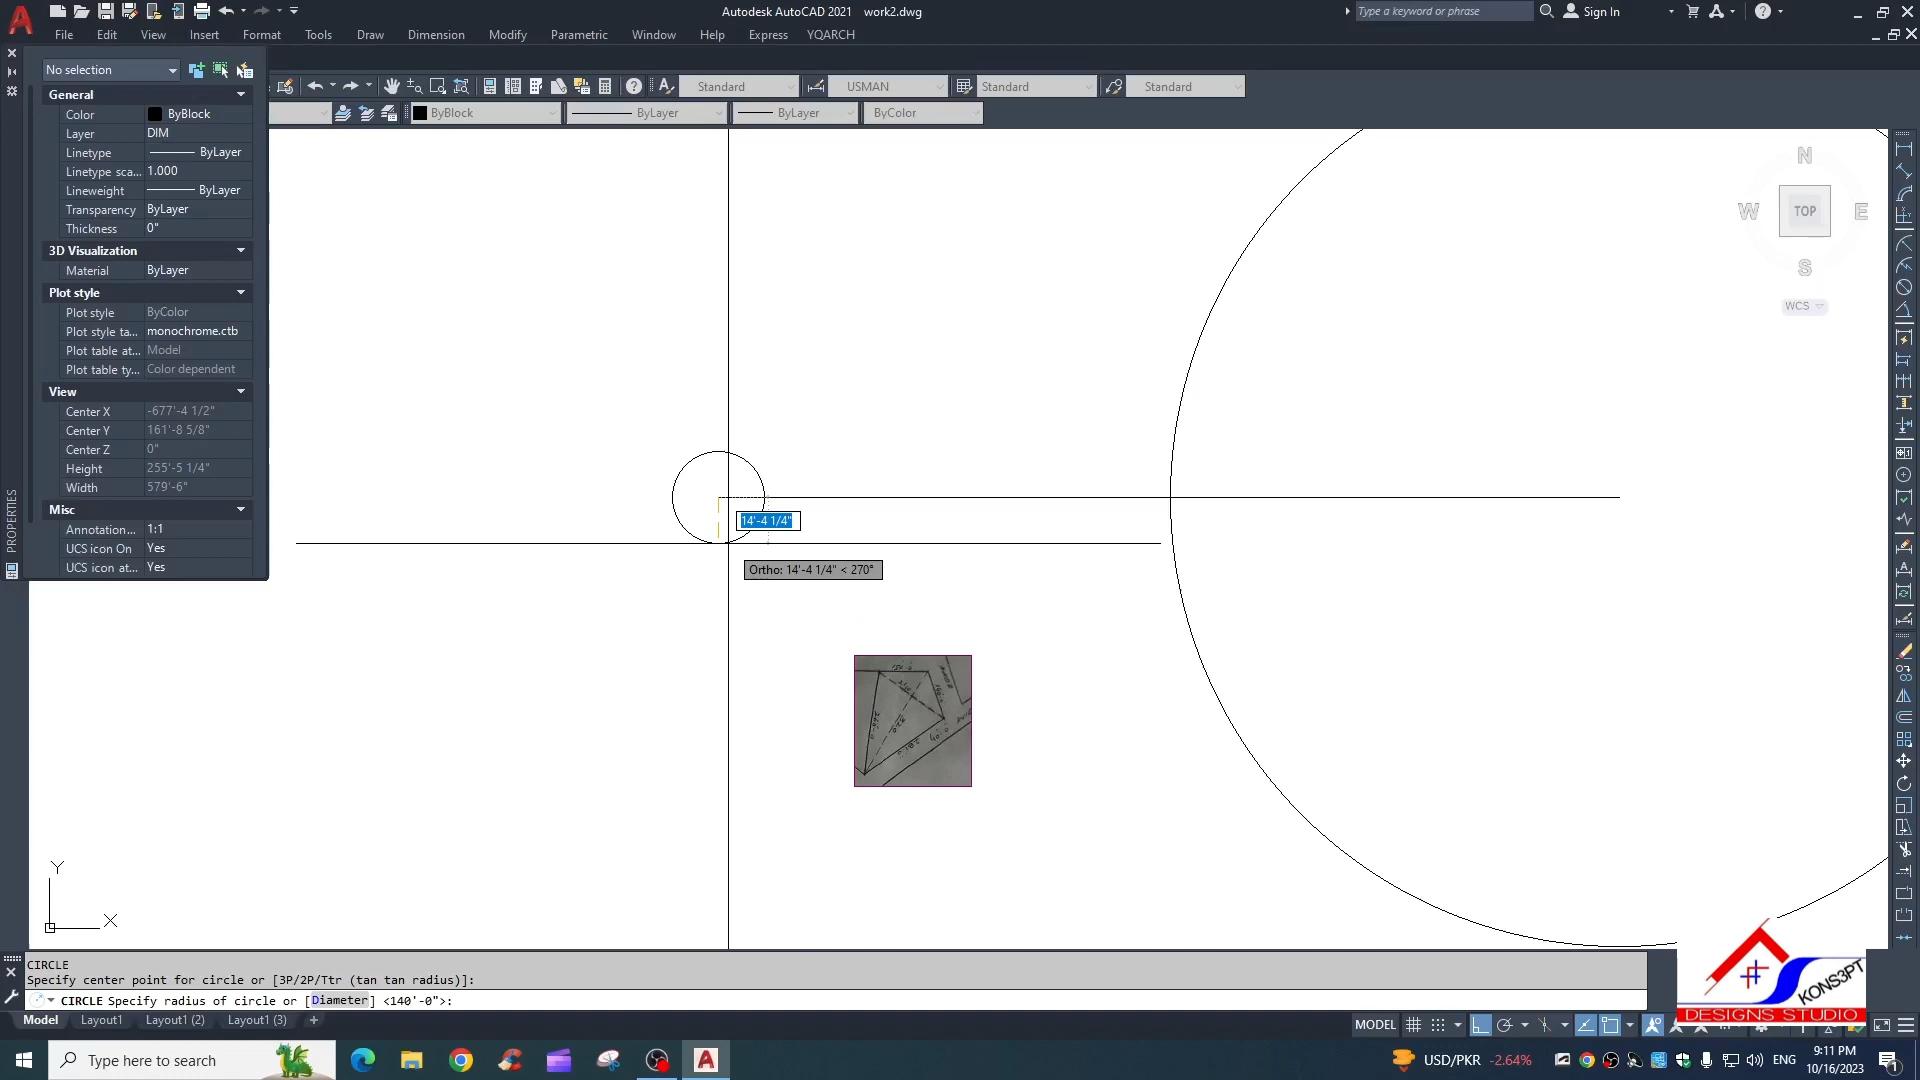 Autodesk AutoCAD 2021 work2.dwg
Type a keyword or phrase
Sign In
File Edit View Insert Format Tools Draw Dimension Modify Parametric Window Help Express YQARCH
No selection
Standard
USMAN
Standard
Standard
ByBlock
ByLayer
ByLayer
ByColor
General
Color ByBlock
Layer DIM
Linetype ByLayer
Linetype sca... 1.000
Lineweight ByLayer
Transparency ByLayer
Thickness 0"
3D Visualization
Material ByLayer
Plot style
Plot style ByColor
Plot style ta... monochrome.ctb
Plot table at... Model
Plot table ty... Color dependent
View
Center X -677'-4 1/2"
Center Y 161'-8 5/8"
Center Z 0"
Height 255'-5 1/4"
Width 579'-6"
Misc
Annotation... 1:1
UCS icon On Yes
UCS icon at... Yes
PROPERTIES
N
W TOP E
S
WCS
14'-4 1/4"
Ortho: 14'-4 1/4" < 270°
Y
X
CIRCLE
Specify center point for circle or [3P/2P/Ttr (tan tan radius)]:
CIRCLE Specify radius of circle or [Diameter] <140'-0">:
Model Layout1 Layout1 (2) Layout1 (3) +
MODEL
KONS3PT
DESIGNS STUDIO
Type here to search
USD/PKR -2.64%
ENG
9:11 PM
10/16/2023
1